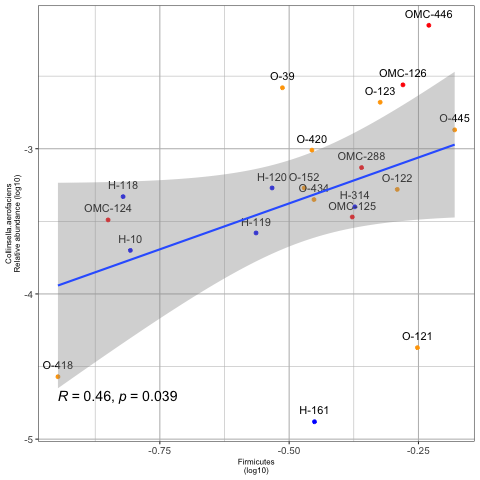 OMC-446
O-39
OMC-126
O-123
O-445
O-420
OMC-288
H-120
O-152
O-122
H-118
O-434
H-314
OMC-124
OMC-125
H-119
H-10
O-121
O-418
R = 0.46, p = 0.039
H-161
-3
-4
-5
-0.75
-0.50
-0.25
Collinsella.aerofaciens
Relative abundance (log10)
Firmicutes
(log10)